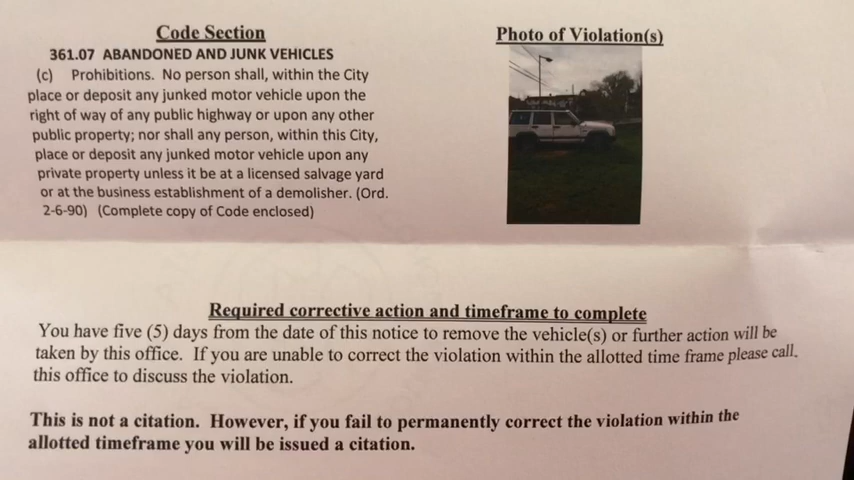 Code Section
361.07 ABANDONED AND JUNK VEHICLES
(c) Prohibitions. No person shall, within the City
place or deposit any junked motor vehicle upon the
right of way of any public highway or upon any other
public property; nor shall any person, within this City,
place or deposit any junked motor vehicle upon any
private property unless it be at a licensed salvage yard
or at the business establishment of a demolisher. (Ord.
2-6-90) (Complete copy of Code enclosed)
Photo of Violation(s)
Required corrective action and timeframe to complete
You have five (5) days from the date of this notice to remove the vehicle(s) or further action will be
taken by this office. If you are unable to correct the violation within the allotted time frame please call.
this office to discuss the violation.
This is not a citation. However, if you fail to permanently correct the violation within the
allotted timeframe you will be issued a citation.